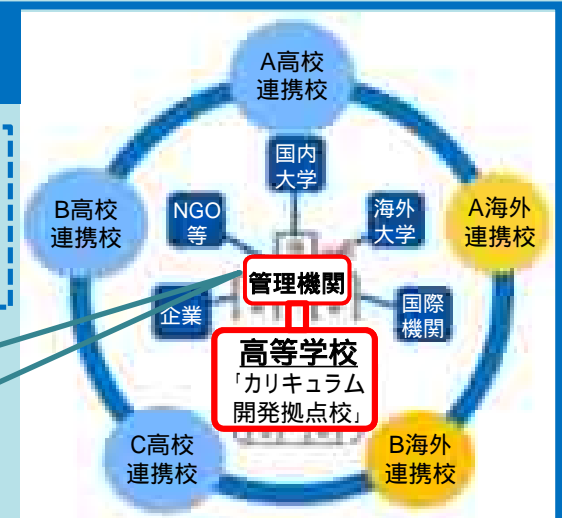 A高校
連携校
国内
大学
B高校
連携校
NGO
等
海外
大学
A海外
連携校
管理機関
企業
国際
機関
高等学校
「カリキュラム
開発拠点校」
C高校
連携校
B海外
連携校